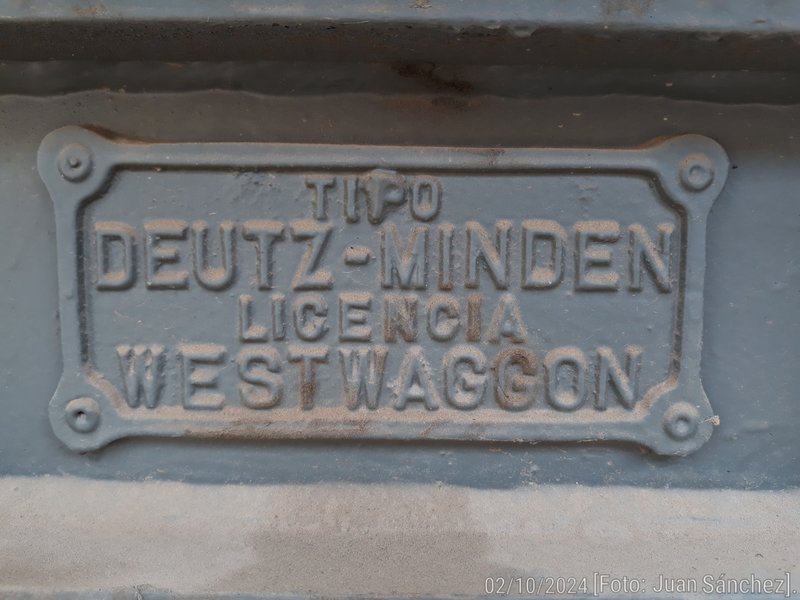 TIPO
DEUTZ-MINDEN
LICENCIA
WESTWAGGON
02/10/2024 [Foto: Juan Sánchez].